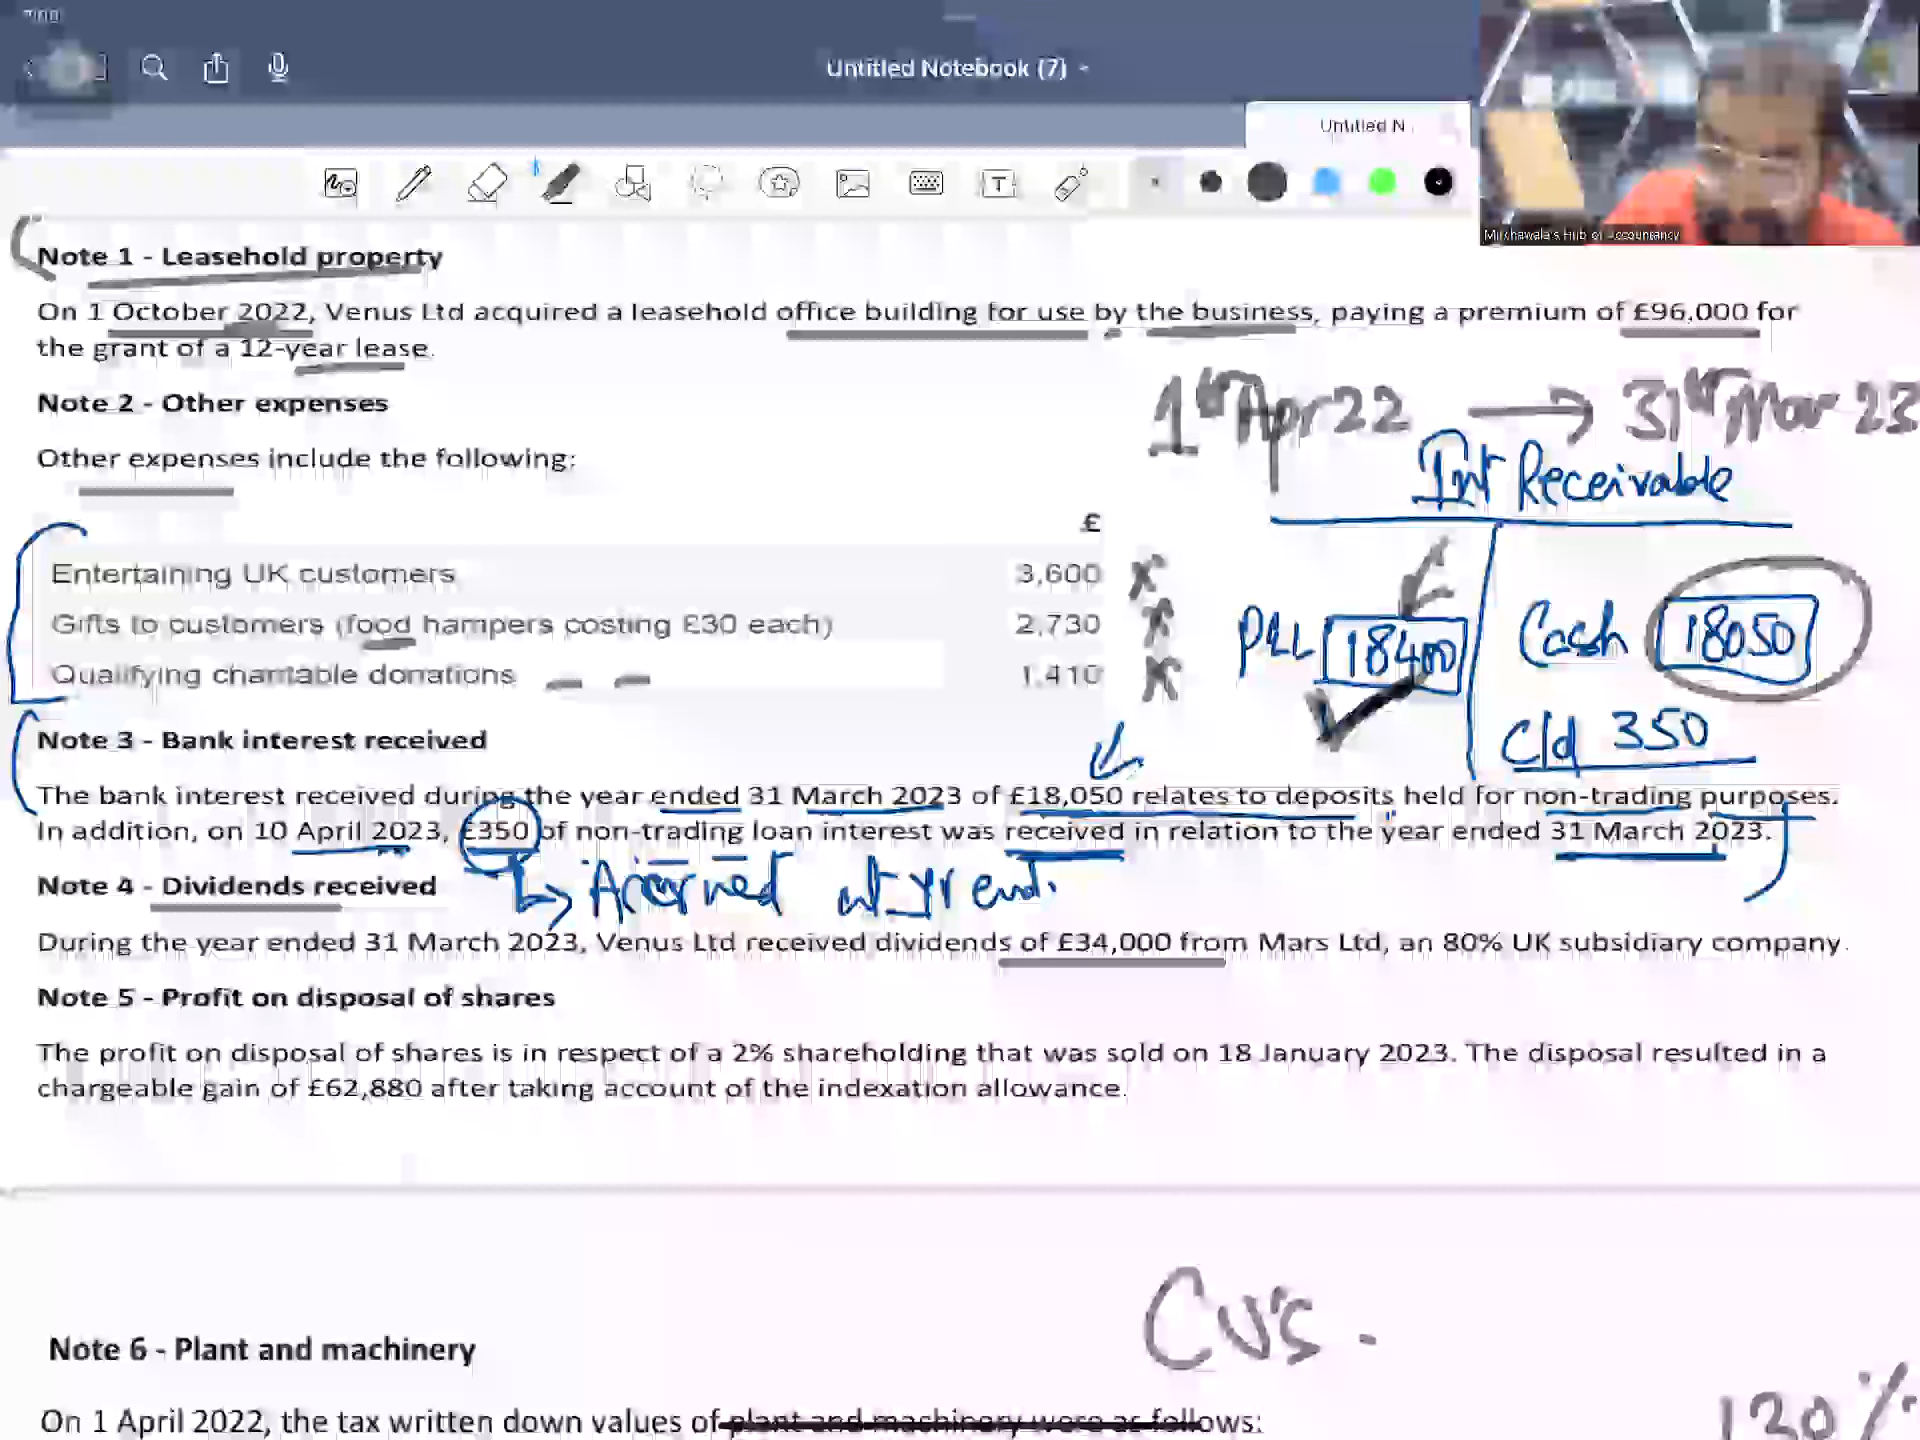 Untitled Notebook (7)
Untitled N
Mirchawala's Hub of Accountancy
Note 1 - Leasehold property
On 1 October 2022, Venus Ltd acquired a leasehold office building for use by the business, paying a premium of £96,000 for
the grant of a 12-year lease.
1st Apr 22 → 31st Mar 23
Note 2 - Other expenses
Other expenses include the following:
Int Receivable
£
Entertaining UK customers 3,600 x
Gifts to customers (food hampers costing £30 each) 2,730 x
P&L 18400 Cash 18050
Qualifying charitable donations 1,410 x
c/d 350
Note 3 - Bank interest received
The bank interest received during the year ended 31 March 2023 of £18,050 relates to deposits held for non-trading purposes.
In addition, on 10 April 2023, £350 of non-trading loan interest was received in relation to the year ended 31 March 2023.
Note 4 - Dividends received
Accrued at yr end.
During the year ended 31 March 2023, Venus Ltd received dividends of £34,000 from Mars Ltd, an 80% UK subsidiary company.
Note 5 - Profit on disposal of shares
The profit on disposal of shares is in respect of a 2% shareholding that was sold on 18 January 2023. The disposal resulted in a
chargeable gain of £62,880 after taking account of the indexation allowance.
Note 6 - Plant and machinery
On 1 April 2022, the tax written down values of plant and machinery were as follows:
130%